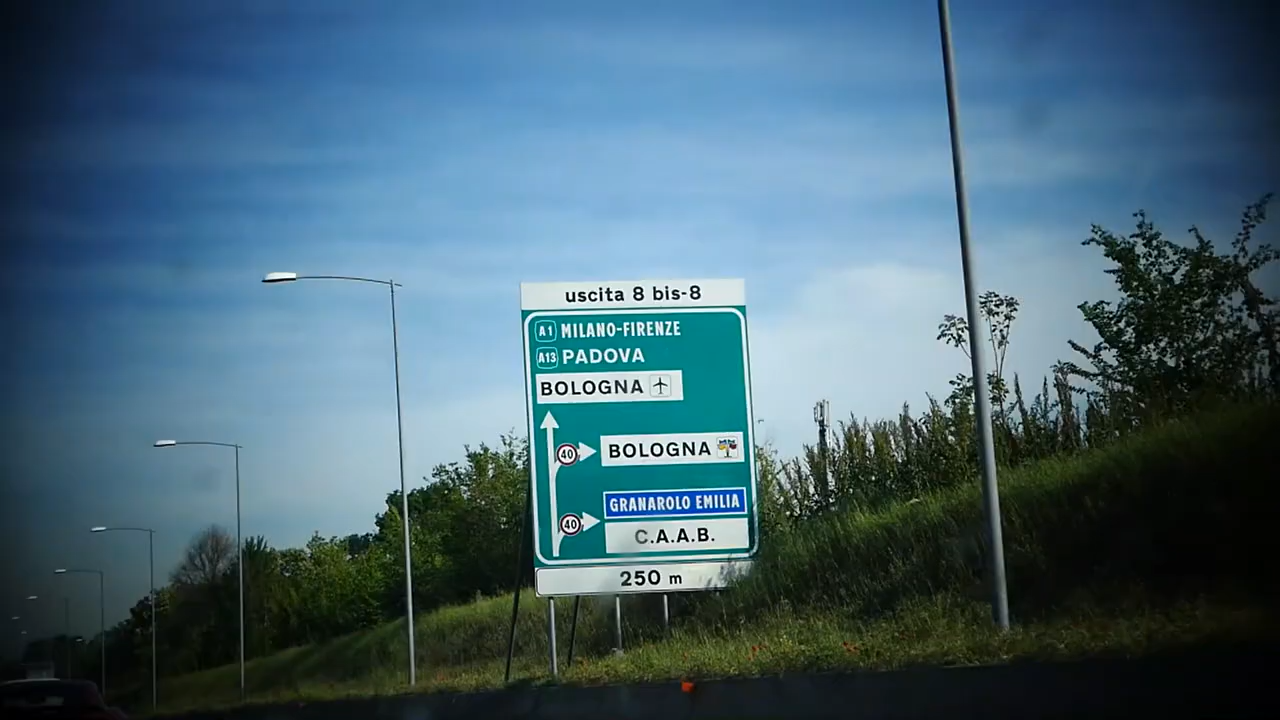 uscita 8 bis-8
A1 MILANO-FIRENZE
A13 PADOVA
BOLOGNA
40 BOLOGNA
GRANAROLO EMILIA
40
C.A.A.B.
250 m